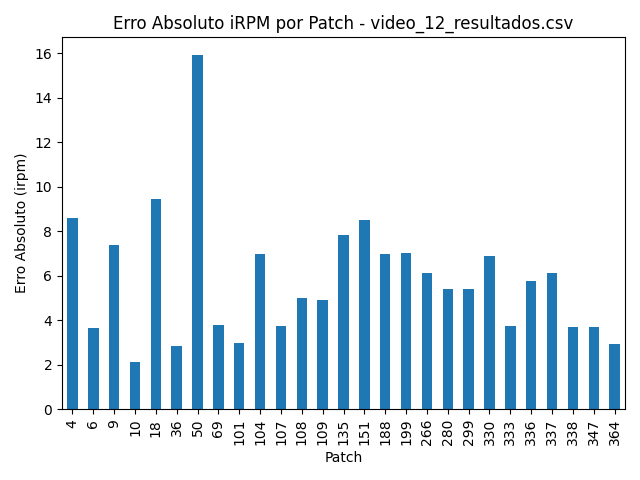 Erro Absoluto iRPM por Patch - video_12_resultados.csv
Erro Absoluto (irpm)
16
14
12
10
8
6
4
2
0
4 6 9 10 18 36 50 69 101 104 107 108 109 135 151 188 199 266 280 299 330 333 336 337 338 347 364
Patch